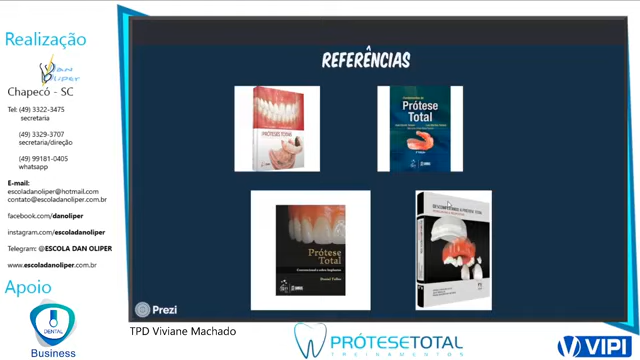 Realização
Dan
Oliper
Chapecó - SC
Tel: (49) 3322-3475
secretaria
(49) 3329-3707
secretaria/direção
(49) 99181-0405
whatsapp
E-mail:
escoladanoliper@hotmail.com
contato@escoladanoliper.com.br
facebook.com/danoliper
instagram.com/escoladanoliper
Telegram: @ESCOLA DAN OLIPER
www.escoladanoliper.com.br
Apoio
DENTAL
Business
REFERÊNCIAS
PRÓTESES TOTAL
Prótese
Total
Prótese
Total
DESCOMPLICANDO A PRÓTESE TOTAL
Prezi
TPD Viviane Machado
PRÓTESETOTAL
TREINAMENTOS
VIPI